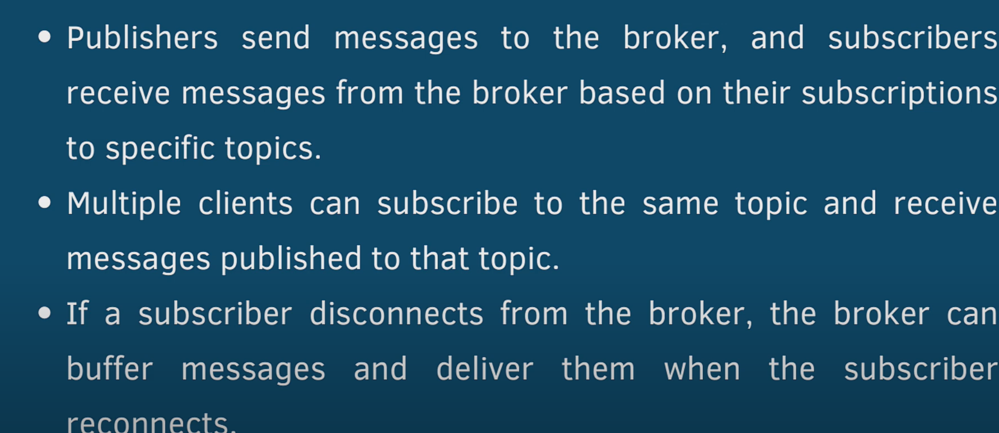 • Publishers send messages to the broker, and subscribers
receive messages from the broker based on their subscriptions
to specific topics.
• Multiple clients can subscribe to the same topic and receive
messages published to that topic.
• If a subscriber disconnects from the broker, the broker can
buffer messages and deliver them when the subscriber
reconnects.